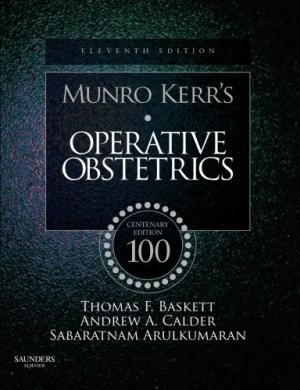 ELEVENTH EDITION
MUNRO KERR'S
•
OPERATIVE
OBSTETRICS
CENTENARY
EDITION
100
THOMAS F. BASKETT
ANDREW A. CALDER
SABARATNAM ARULKUMARAN
SAUNDERS
ELSEVIER